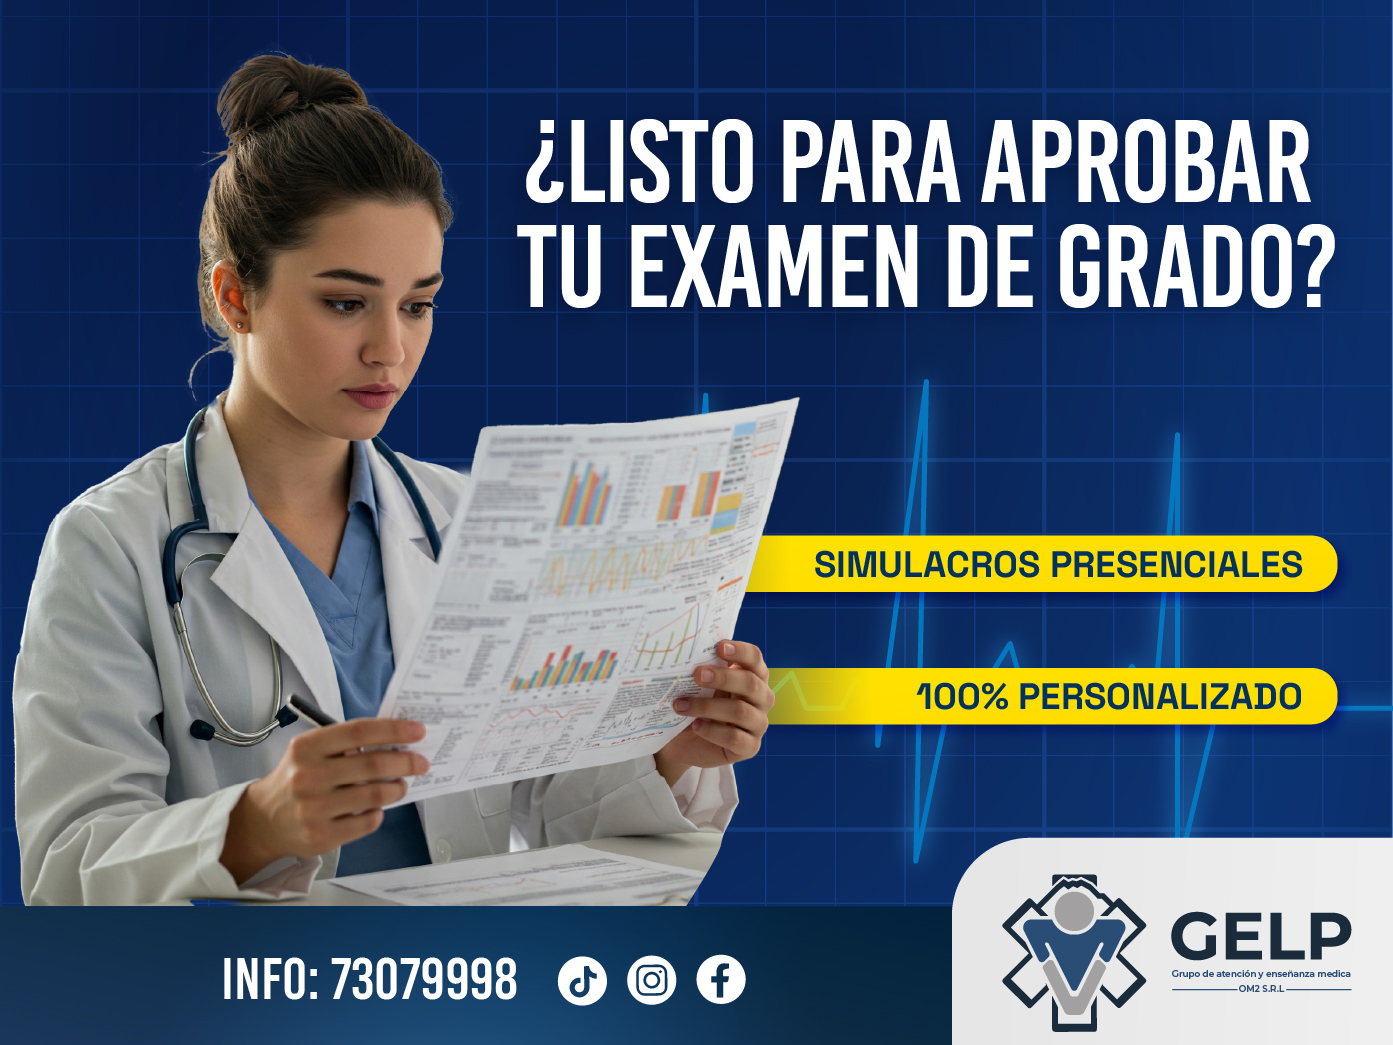 ¿LISTO PARA APROBAR
TU EXAMEN DE GRADO?
SIMULACROS PRESENCIALES
100% PERSONALIZADO
INFO: 73079998
GELP
Grupo de atención y enseñanza medica
OM2 S.R.L